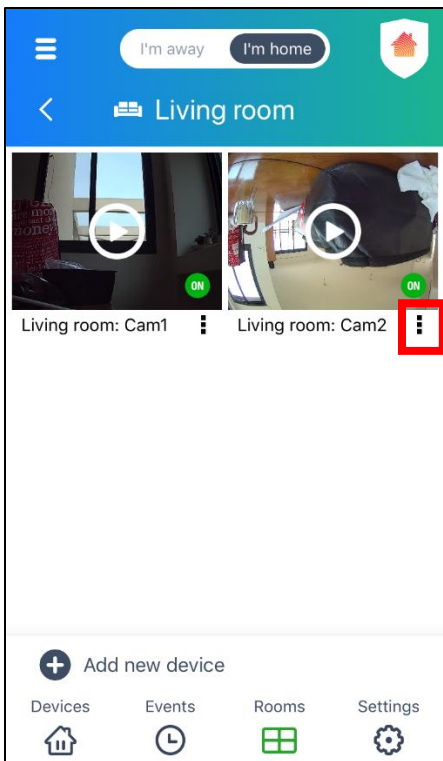 I'm away I'm home
Living room
ON
ON
Living room: Cam1
Living room: Cam2
Add new device
Devices Events Rooms Settings